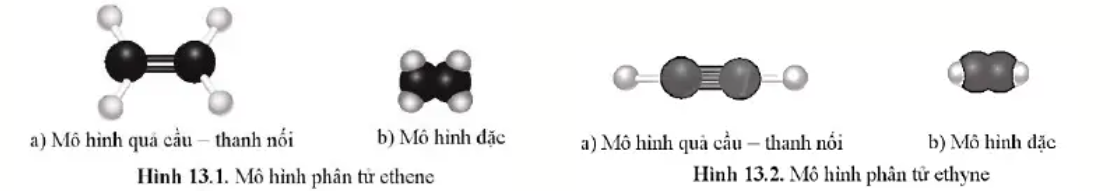 a) Mô hình quả cầu – thanh nối
b) Mô hình đặc
Hình 13.1. Mô hình phân tử ethene
a) Mô hình quả cầu – thanh nối
b) Mô hình đặc
Hình 13.2. Mô hình phân tử ethyne